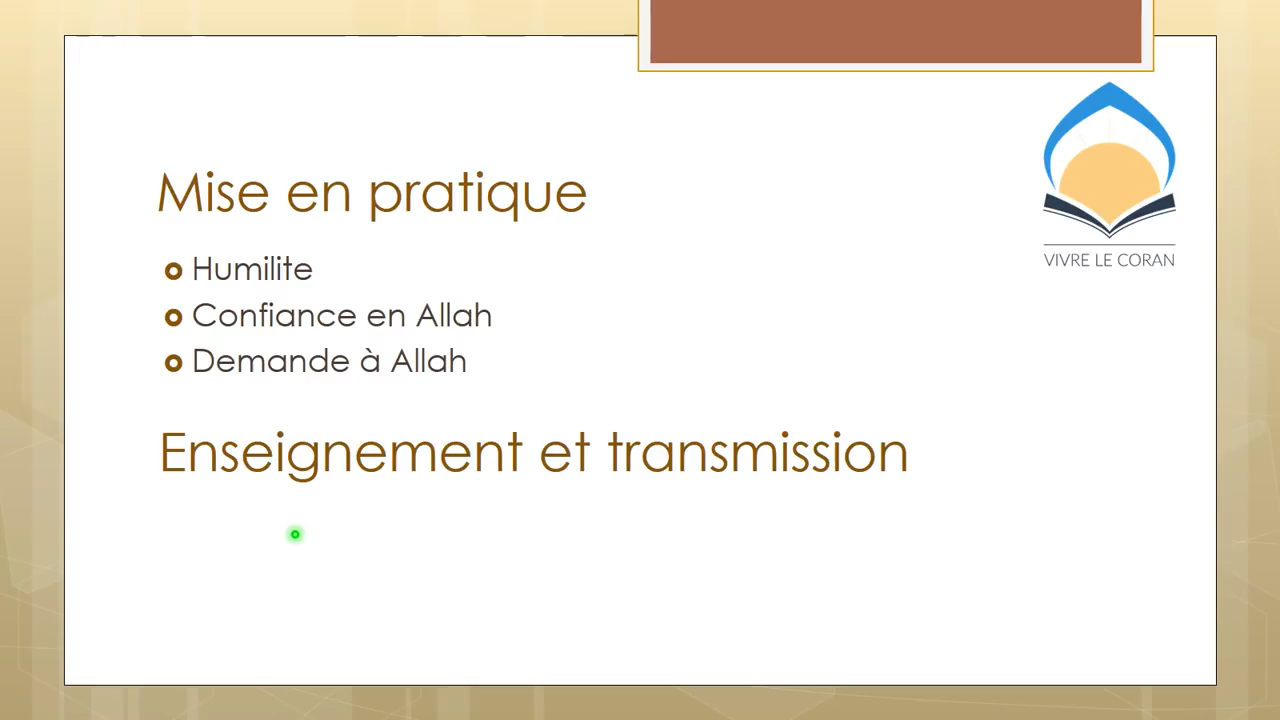 Mise en pratique
Humilite
Confiance en Allah
Demande à Allah
Enseignement et transmission
VIVRE LE CORAN